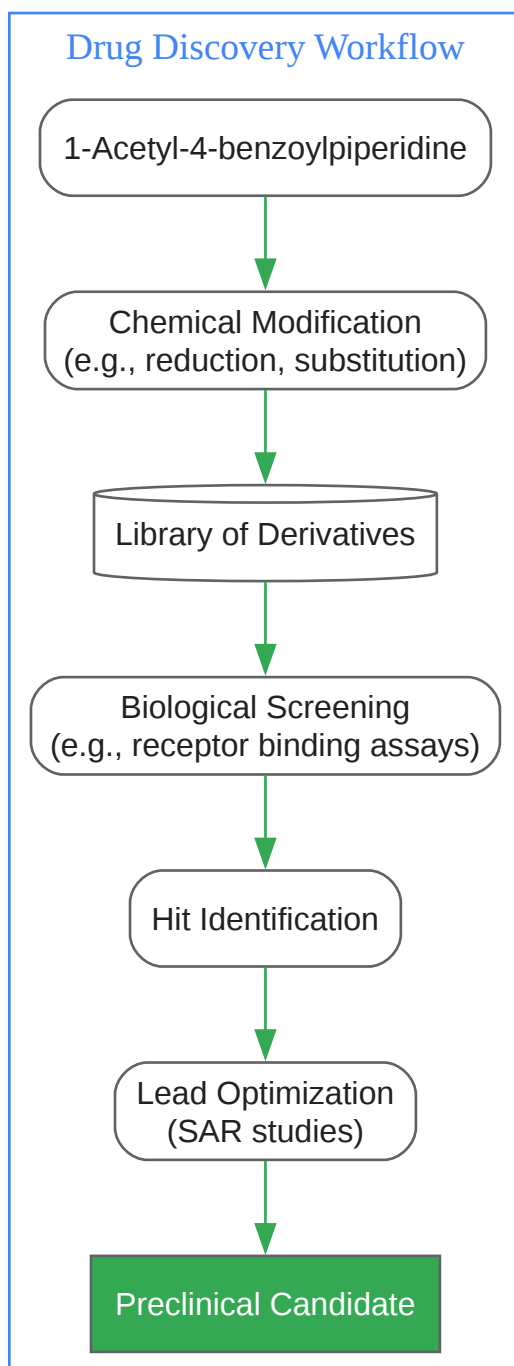 Drug Discovery Workflow
1-Acetyl-4-benzoylpiperidine
Chemical Modification
(e.g., reduction, substitution)
Library of Derivatives
Biological Screening
(e.g., receptor binding assays)
Hit Identification
Lead Optimization
(SAR studies)
Preclinical Candidate